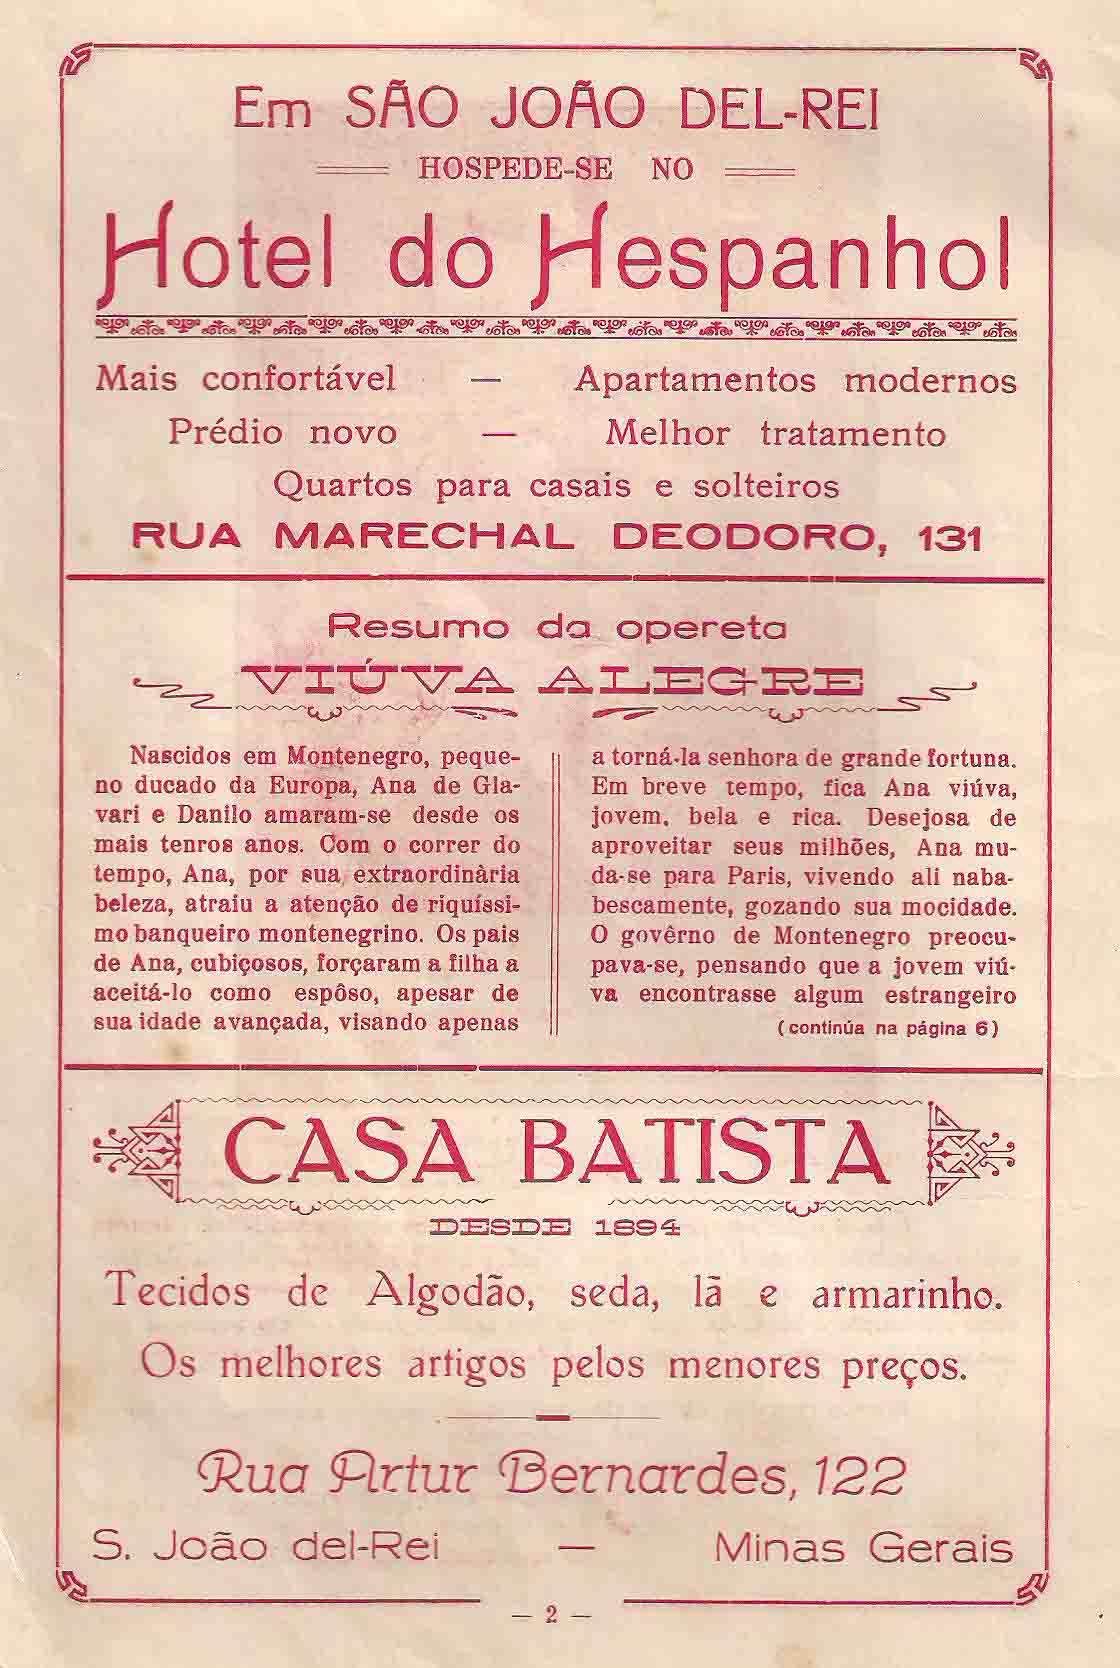 Em SÃO JOÃO DEL-REI
HOSPEDE-SE NO
Hotel do Hespanhol
Mais confortável — Apartamentos modernos
Prédio novo — Melhor tratamento
Quartos para casais e solteiros
RUA MARECHAL DEODORO, 131
Resumo da opereta
VIÚVA ALEGRE
Nascidos em Montenegro, peque-
no ducado da Europa, Ana de Gla-
vari e Danilo amaram-se desde os
mais tenros anos. Com o correr do
tempo, Ana, por sua extraordinària
beleza, atraiu a atenção de riquíssi-
mo banqueiro montenegrino. Os pais
de Ana, cubiçosos, forçaram a filha a
aceitá-lo como espôso, apesar de
sua idade avançada, visando apenas
a torná-la senhora de grande fortuna.
Em breve tempo, fica Ana viúva,
jovem, bela e rica. Desejosa de
aproveitar seus milhões, Ana mu-
da-se para Paris, vivendo ali naba-
bescamente, gozando sua mocidade.
O govêrno de Montenegro preocu-
pava-se, pensando que a jovem viú-
va encontrasse algum estrangeiro
(continúa na página 6)
CASA BATISTA
DESDE 1894
Tecidos de Algodão, seda, lã e armarinho.
Os melhores artigos pelos menores preços.
Rua Artur Bernardes, 122
S. João del-Rei — Minas Gerais
— 2 —